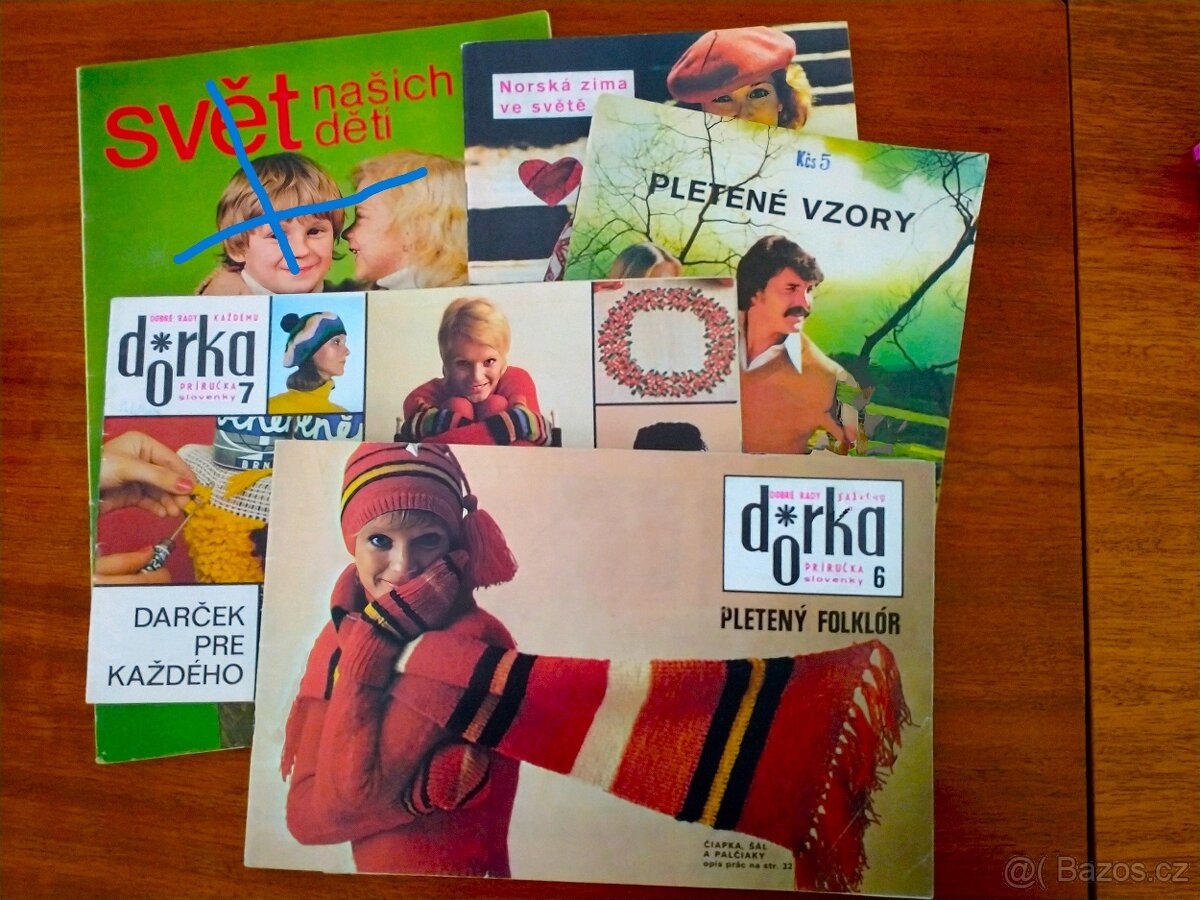 svět našich
dětí
Norská zima
ve světě
Kčs 5
PLETENÉ VZORY
DOBRÉ RADY KAŽDÉMU
dorka
PRÍRUČKA
slovenky 7
BRN
DARČEK
PRE
KAŽDÉHO
DOBRÉ RADY
dorka
PRÍRUČKA
slovenky 6
PLETENÝ FOLKLÓR
ČIAPKA, ŠÁL
A PALČIAKY
opis prác na str. 32
@( Bazos.cz